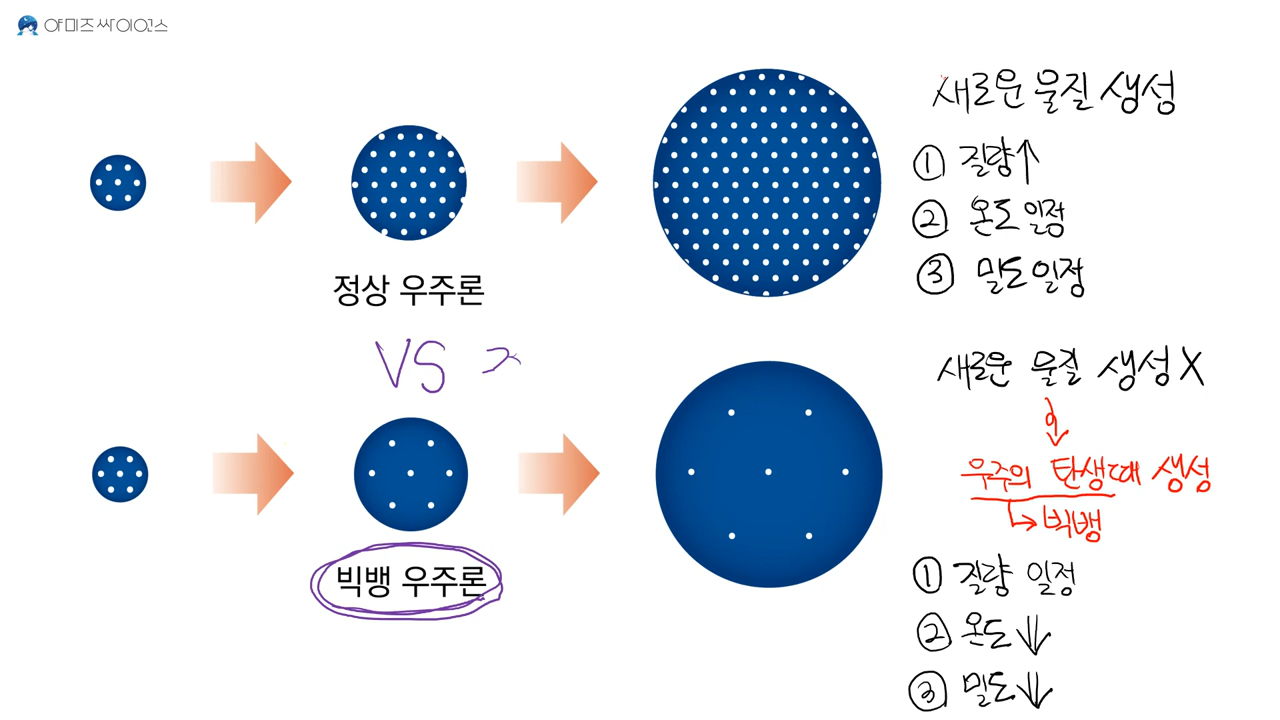 야미즈 싸이언스
새로운 물질 생성
① 질량↑
② 온도 일정
③ 밀도 일정
정상 우주론
VS
새로운 물질 생성 X
우주의 탄생때 생성
↳ 빅뱅
빅뱅 우주론
① 질량 일정
② 온도↓
③ 밀도↓